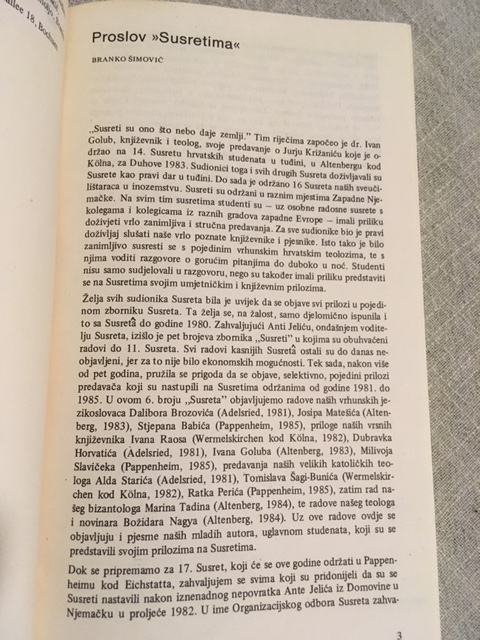 allee 18, Bochum
Proslov »Susretima«
BRANKO ŠIMOVIĆ
„Susreti su ono što nebo daje zemlji.” Tim riječima započeo je dr. Ivan
Golub, književnik i teolog, svoje predavanje o Jurju Križaniću koje je o-
držao na 14. Susretu hrvatskih studenata u tuđini, u Altenbergu kod
Kölna, za Duhove 1983. Sudionici toga i svih drugih Susreta doživljavali su
Susrete kao pravi dar u tuđini. Do sada je održano 16 Susreta naših sveuči-
lištaraca u inozemstvu. Susreti su održani u raznim mjestima Zapadne Nje-
mačke. Na svim tim susretima studenti su – uz osobne radosne susrete s
kolegama i kolegicama iz raznih gradova zapadne Evrope – imali priliku
doživjeti vrlo zanimljiva i stručna predavanja. Za sve sudionike bio je pravi
doživljaj slušati naše vrlo poznate književnike i pjesnike. Isto tako je bilo
zanimljivo susresti se s pojedinim vrhunskim hrvatskim teolozima, te s
njima voditi razgovore o gorućim pitanjima do duboko u noć. Studenti
nisu samo sudjelovali u razgovoru, nego su također imali priliku predstaviti
se na Susretima svojim umjetničkim i književnim prilozima.
Želja svih sudionika Susreta bila je uvijek da se objave svi prilozi u pojedi-
nom zborniku Susreta. Ta želja se, na žalost, samo djelomično ispunila i
to sa Susretâ do godine 1980. Zahvaljujući Anti Jeliću, ondašnjem vodite-
lju Susreta, izišlo je pet brojeva zbornika „Susreti” u kojima su obuhvaćeni
radovi do 11. Susreta. Svi radovi kasnijih Susretâ ostali su do danas ne-
objavljeni, jer za to nije bilo ekonomskih mogućnosti. Tek sada, nakon više
od pet godina, pružila se prigoda da se objave, selektivno, pojedini prilozi
predavača koji su nastupili na Susretima održanima od godine 1981. do
1985. U ovom 6. broju „Susreta” objavljujemo radove naših vrhunskih je-
zikoslovaca Dalibora Brozovića (Adelsried, 1981), Josipa Matešića (Alten-
berg, 1983), Stjepana Babića (Pappenheim, 1985), priloge naših vrsnih
književnika Ivana Raosa (Wermelskirchen kod Kölna, 1982), Dubravka
Horvatića (Adelsried, 1981), Ivana Goluba (Altenberg, 1983), Milivoja
Slavičeka (Pappenheim, 1985), predavanja naših velikih katoličkih teo-
loga Alda Starića (Adelsried, 1981), Tomislava Šagi-Bunića (Wermelskir-
chen kod Kölna, 1982), Ratka Perića (Pappenheim, 1985), zatim rad na-
šeg bizantologa Marina Tadina (Altenberg, 1984), te radove našeg teologa
i novinara Božidara Nagya (Altenberg, 1984). Uz ove radove ovdje se
objavljuju i pjesme naših mladih autora, uglavnom studenata, koji su se
predstavili svojim prilozima na Susretima.
Dok se pripremamo za 17. Susret, koji će se ove godine održati u Pappen-
heimu kod Eichstatta, zahvaljujem se svima koji su pridonijeli da su se
Susreti nastavili nakon iznenadnog nepovratka Ante Jelića iz Domovine u
Njemačku u proljeće 1982. U ime Organizacijskog odbora Susreta zahva-
3